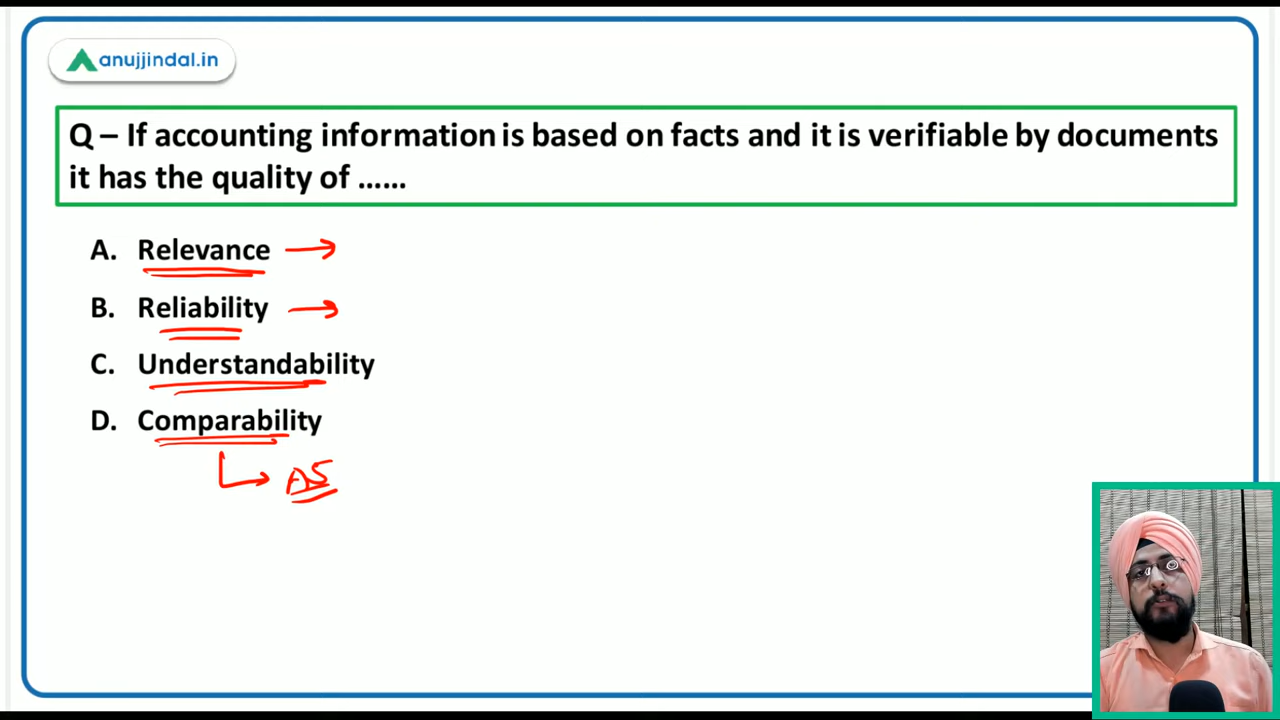 anujjindal.in
Q – If accounting information is based on facts and it is verifiable by documents
it has the quality of ......
A. Relevance
B. Reliability
C. Understandability
D. Comparability
AS